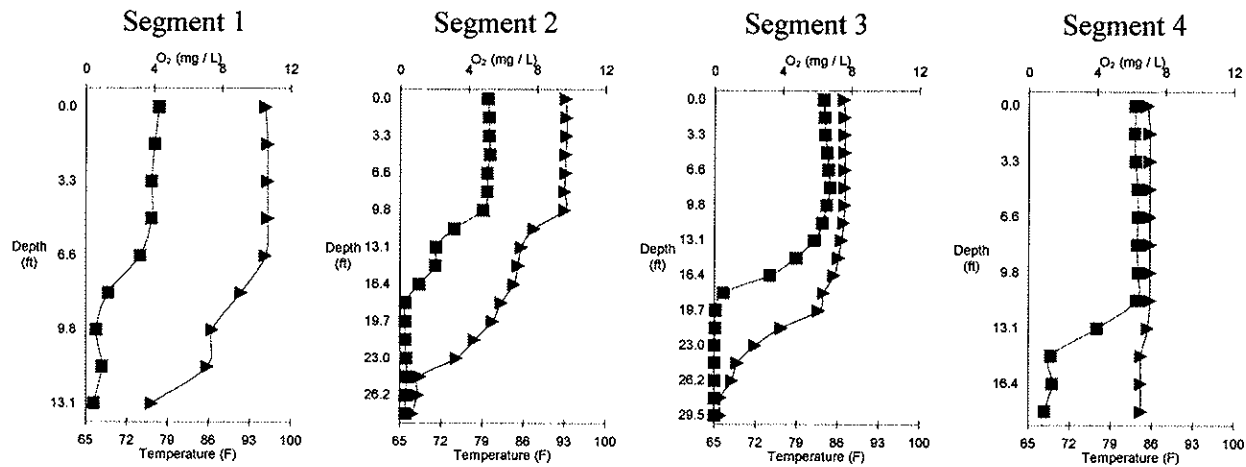 Segment 1
O₂ (mg / L)
0 4 8 12
0.0
3.3
6.6
9.8
13.1
Depth
(ft)
65 72 79 86 93 100
Temperature (F)
Segment 2
O₂ (mg / L)
0 4 8 12
0.0
3.3
6.6
9.8
13.1
16.4
19.7
23.0
26.2
Depth
(ft)
65 72 79 86 93 100
Temperature (F)
Segment 3
O₂ (mg / L)
0 4 8 12
0.0
3.3
6.6
9.8
13.1
16.4
19.7
23.0
26.2
29.5
Depth
(ft)
65 72 79 86 93 100
Temperature (F)
Segment 4
O₂ (mg / L)
0 4 8 12
0.0
3.3
6.6
9.8
13.1
16.4
Depth
(ft)
65 72 79 86 93 100
Temperature (F)